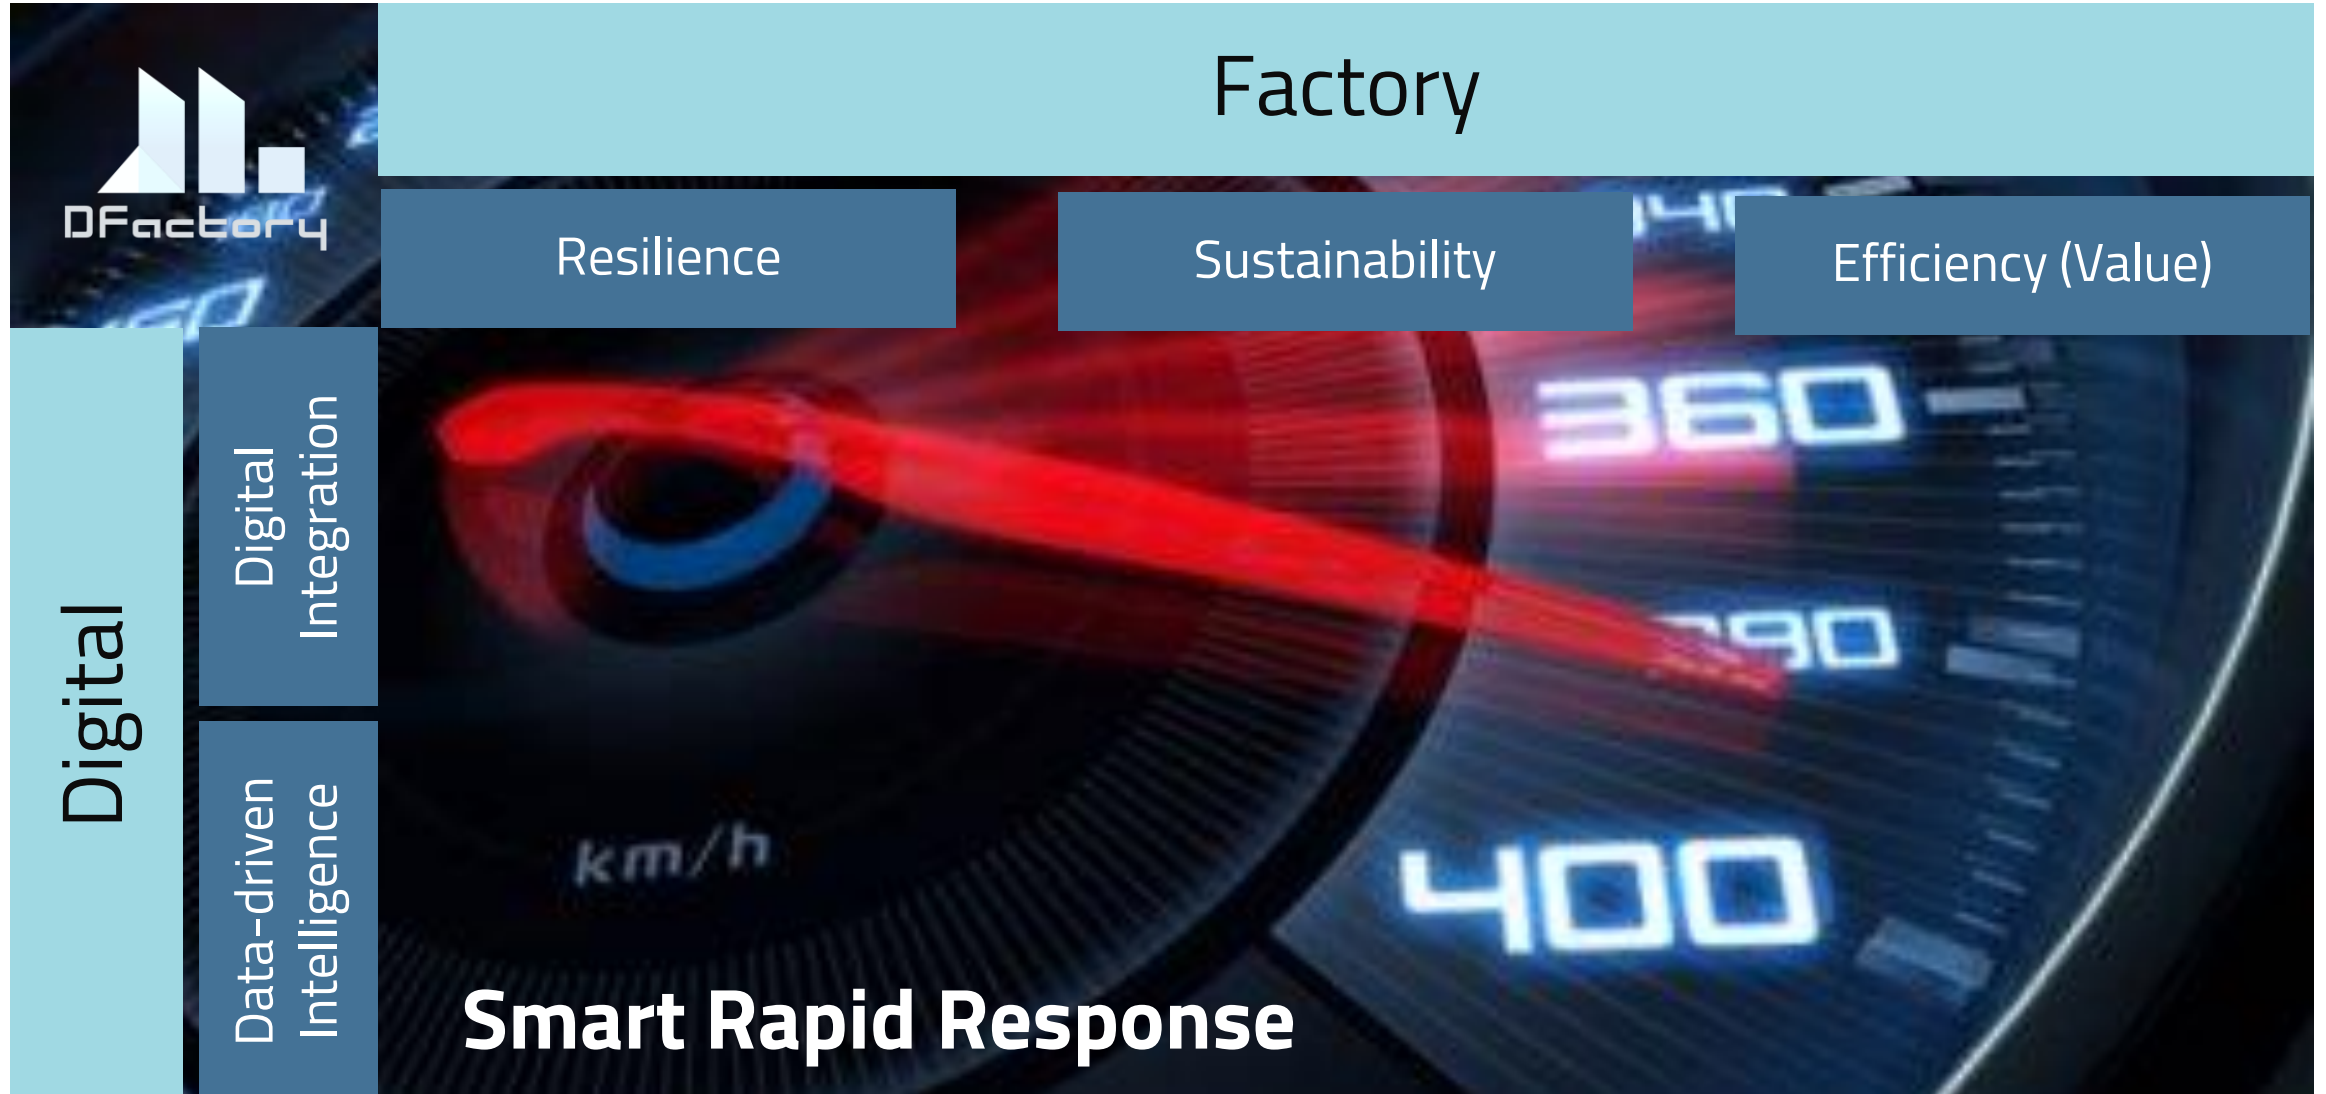 Factory
DFactory
Resilience
Sustainability
Efficiency (Value)
Digital
Digital
Integration
Data-driven
Intelligence
360
400
km/h
Smart Rapid Response